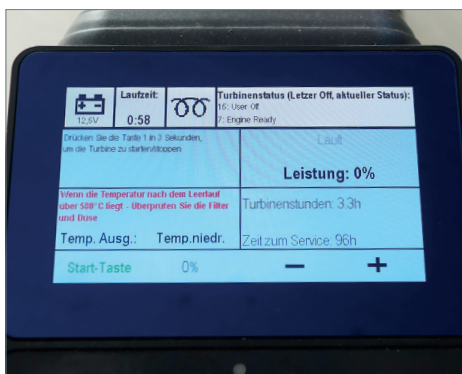 12,6V
Laufzeit:
0:58
Turbinenstatus (Letzer Off, aktueller Status):
16: User Off
7: Engine Ready
Drücken Sie die Taste 1 in 3 Sekunden,
um die Turbine zu starten/stoppen
Läuft
Leistung: 0%
Wenn die Temperatur nach dem Leerlauf
über 500°C liegt - Überprüfen Sie die Filter
und Düse
Temp. Ausg.: Temp.niedr.
Turbinenstunden: 3.3h
Zeit zum Service: 96h
Start-Taste 0% − +